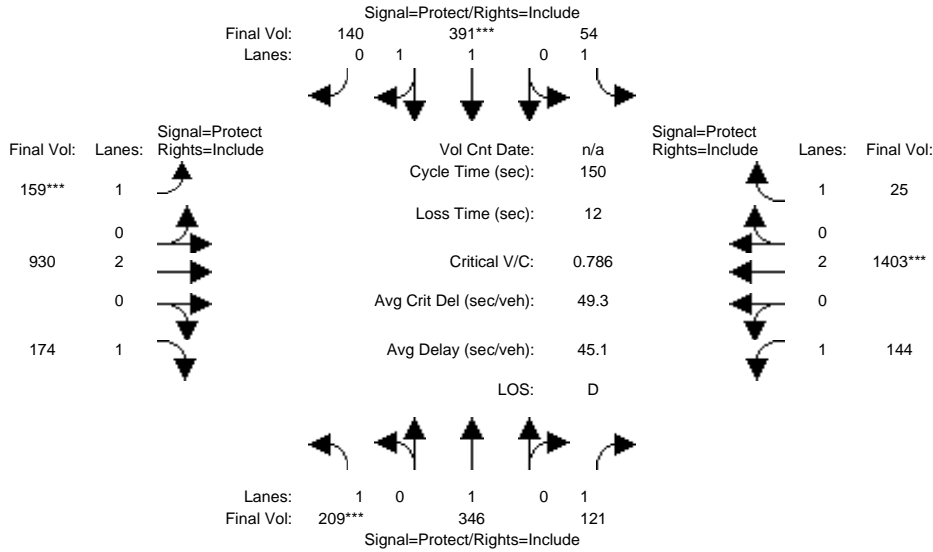 Signal=Protect/Rights=Include
Final Vol: 140 391*** 54
Lanes: 0 1 1 0 1
Signal=Protect Signal=Protect
Final Vol: Lanes: Rights=Include Vol Cnt Date: n/a Rights=Include Lanes: Final Vol:
Cycle Time (sec): 150
159*** 1 1 25
Loss Time (sec): 12
0 0
930 2 Critical V/C: 0.786 2 1403***
0 Avg Crit Del (sec/veh): 49.3 0
174 1 Avg Delay (sec/veh): 45.1 1 144
LOS: D
Lanes: 1 0 1 0 1
Final Vol: 209*** 346 121
Signal=Protect/Rights=Include